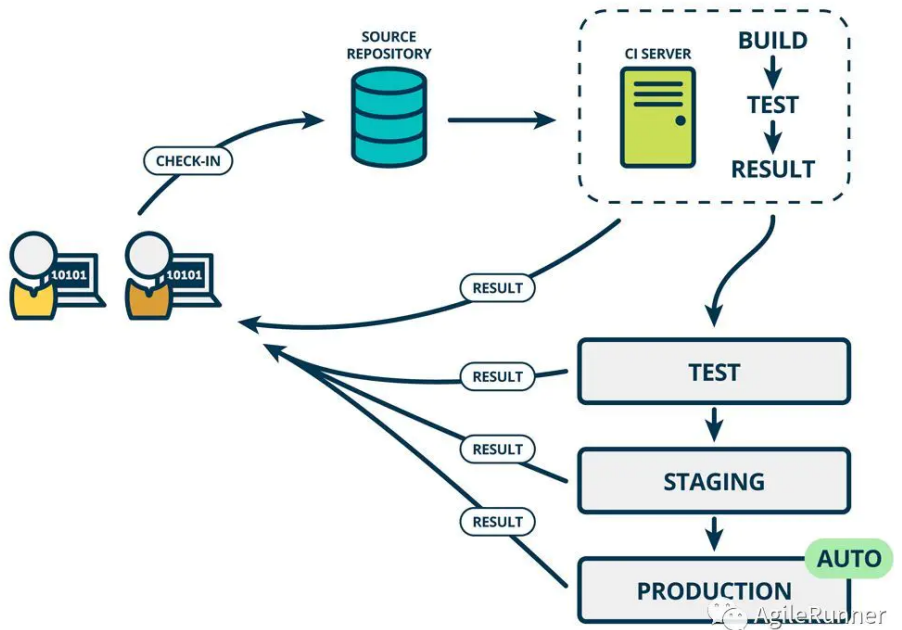 SOURCE
REPOSITORY
CI SERVER
BUILD
TEST
RESULT
CHECK-IN
10101
10101
RESULT
TEST
RESULT
STAGING
RESULT
PRODUCTION
RESULT
AUTO
AgileRunner